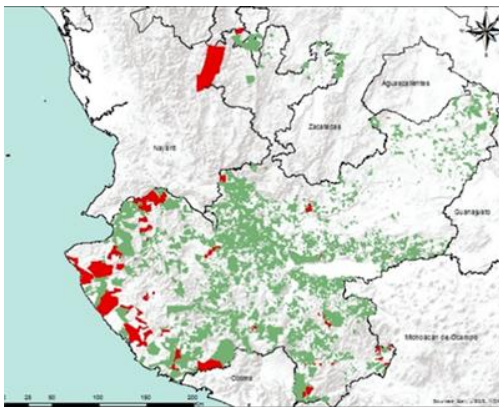 Aguascalientes
Zacatecas
Nayarit
Guanajuato
Michoacán de Ocampo
Colima
0 25 50 100 150 200